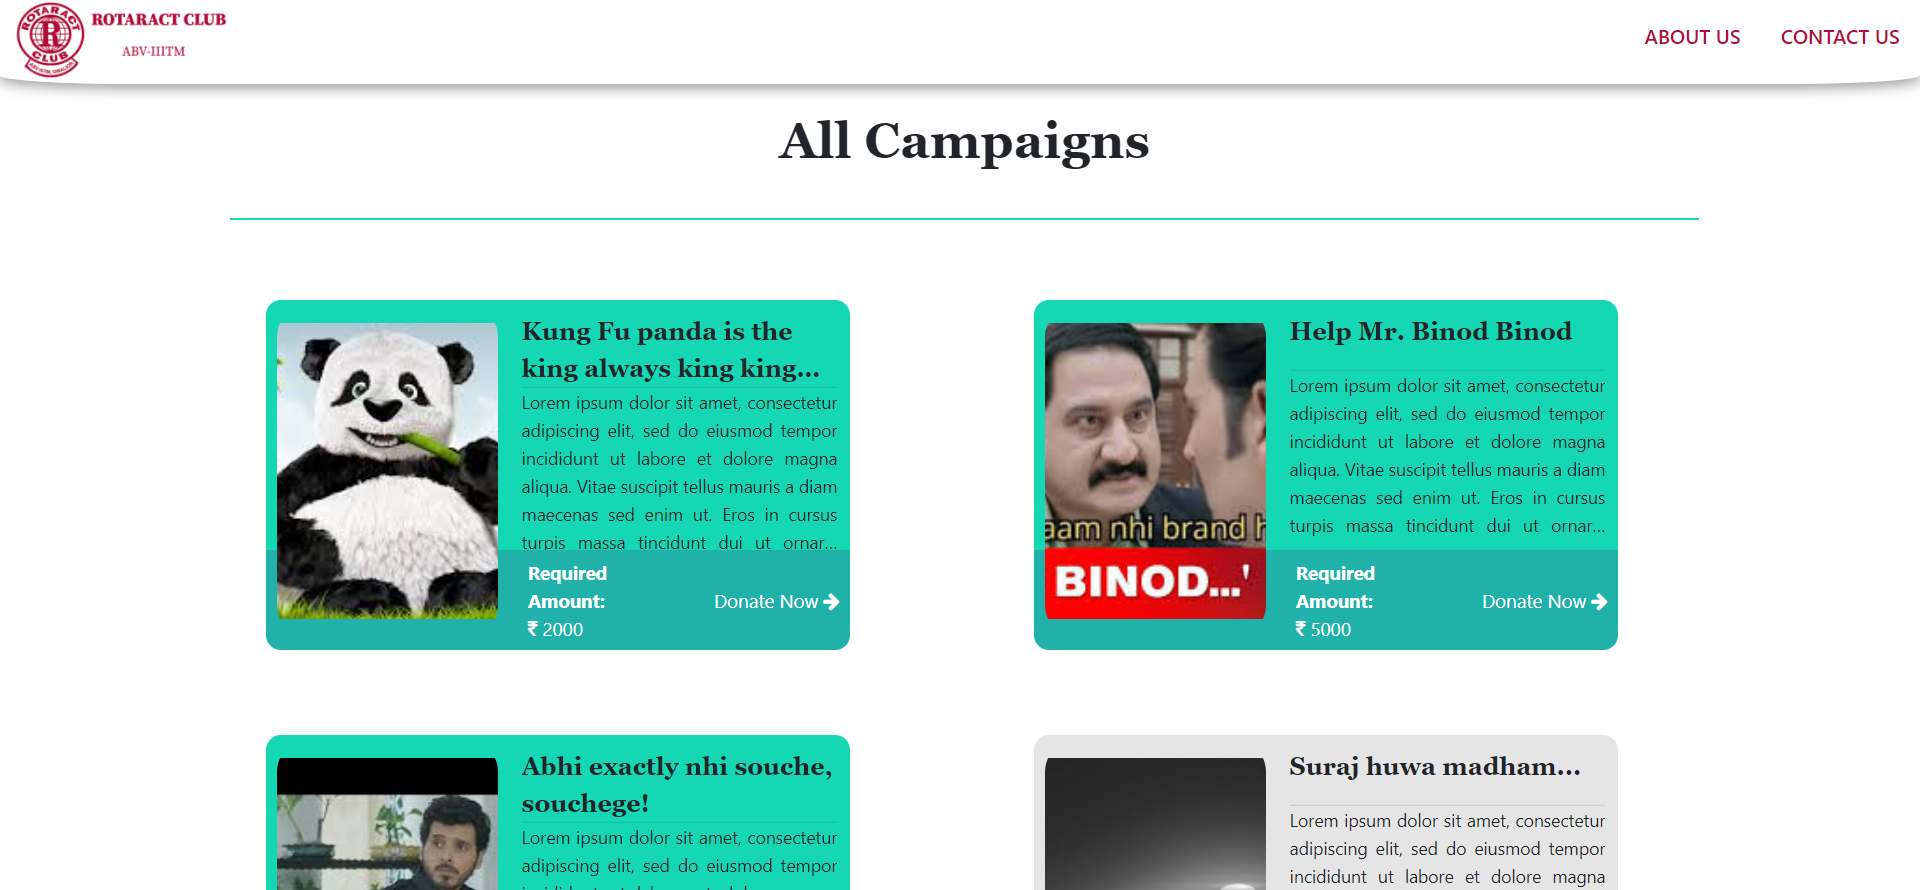 ROTARACT CLUB
ABV-IIITM
ROTARACT
R
CLUB
ABOUT US
CONTACT US
All Campaigns
Kung Fu panda is the
king always king king...
Lorem ipsum dolor sit amet, consectetur
adipiscing elit, sed do eiusmod tempor
incididunt ut labore et dolore magna
aliqua. Vitae suscipit tellus mauris a diam
maecenas sed enim ut. Eros in cursus
turpis massa tincidunt dui ut ornar...
Required
Amount:
₹ 2000
Donate Now
Help Mr. Binod Binod
Lorem ipsum dolor sit amet, consectetur
adipiscing elit, sed do eiusmod tempor
incididunt ut labore et dolore magna
aliqua. Vitae suscipit tellus mauris a diam
maecenas sed enim ut. Eros in cursus
turpis massa tincidunt dui ut ornar...
aam nhi brand h
BINOD...'
Required
Amount:
₹ 5000
Donate Now
Abhi exactly nhi souche,
souchege!
Lorem ipsum dolor sit amet, consectetur
adipiscing elit, sed do eiusmod tempor
Suraj huwa madham...
Lorem ipsum dolor sit amet, consectetur
adipiscing elit, sed do eiusmod tempor
incididunt ut labore et dolore magna